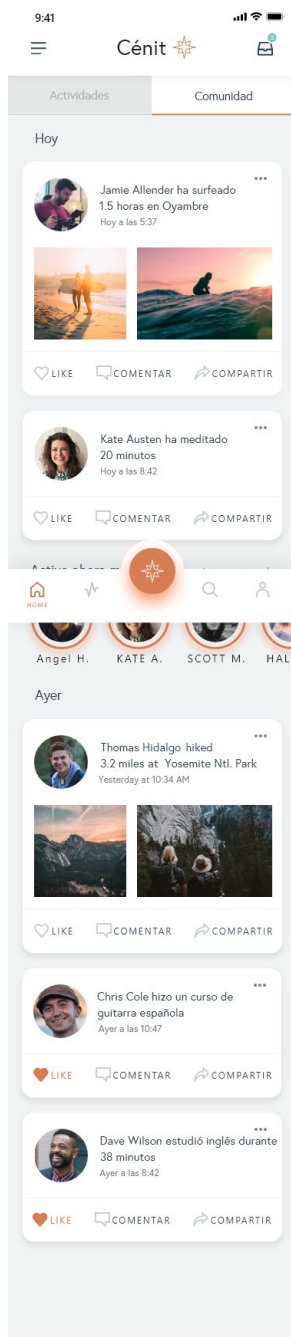 9:41
Cénit
3
Actividades
Comunidad
Hoy
Jamie Allender ha surfeado
1.5 horas en Oyambre
Hoy a las 5:37
LIKE COMENTAR COMPARTIR
Kate Austen ha meditado
20 minutos
Hoy a las 8:42
LIKE COMENTAR COMPARTIR
HOME
Angel H. KATE A. SCOTT M. HAL
Ayer
Thomas Hidalgo hiked
3.2 miles at Yosemite Ntl. Park
Yesterday at 10:34 AM
LIKE COMENTAR COMPARTIR
Chris Cole hizo un curso de
guitarra española
Ayer a las 10:47
LIKE COMENTAR COMPARTIR
Dave Wilson estudió inglés durante
38 minutos
Ayer a las 8:42
LIKE COMENTAR COMPARTIR